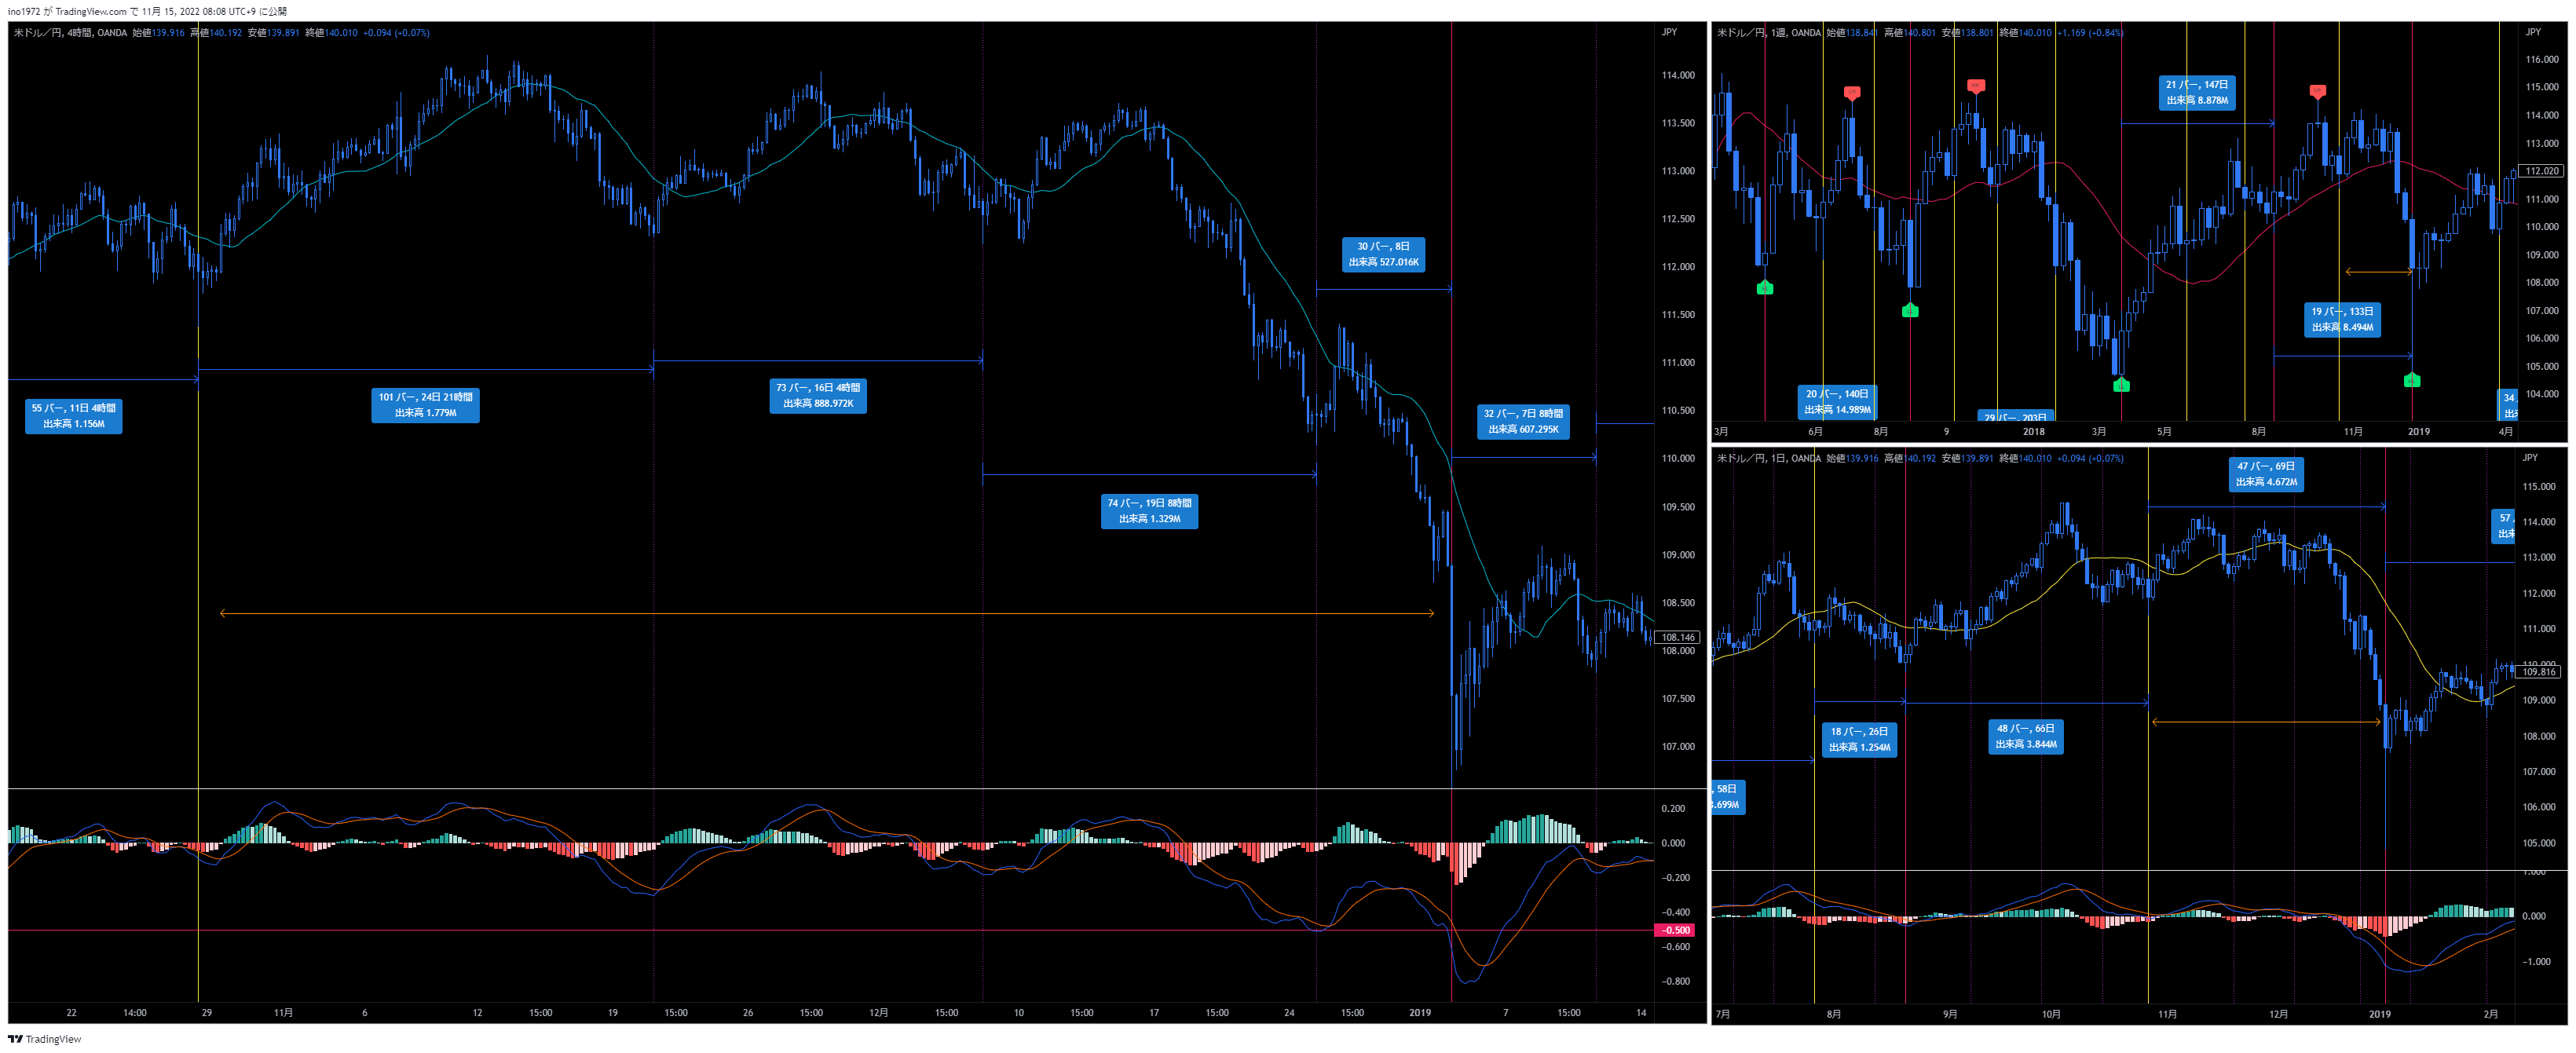 ino1972 が TradingView.com で 11月 15, 2022 08:08 UTC+9 に公開
米ドル／円, 4時間, OANDA 始値139.916 高値140.192 安値139.891 終値140.010 +0.094 (+0.07%)
JPY
114.000
113.500
113.000
112.500
112.000
111.500
111.000
110.500
110.000
109.500
109.000
108.500
108.146
108.000
107.500
107.000
55 バー, 11日 4時間
出来高 1.156M
101 バー, 24日 21時間
出来高 1.779M
73 バー, 16日 4時間
出来高 888.972K
74 バー, 19日 8時間
出来高 1.329M
30 バー, 8日
出来高 527.016K
32 バー, 7日 8時間
出来高 607.295K
0.200
0.000
−0.200
−0.400
−0.500
−0.600
−0.800
22 14:00 29 11月 6 12 15:00 19 15:00 26 15:00 12月 15:00 10 15:00 17 15:00 24 15:00 2019 7 15:00 14
米ドル／円, 1週, OANDA 始値138.841 高値140.801 安値138.801 終値140.010 +1.169 (+0.84%)
JPY
116.000
115.000
114.000
113.000
112.020
111.000
110.000
109.000
108.000
107.000
106.000
105.000
104.000
21 バー, 147日
出来高 8.878M
19 バー, 133日
出来高 8.494M
20 バー, 140日
出来高 14.989M
29 バー, 203日
34
3月 6月 8月 9 2018 3月 5月 8月 11月 2019 4月
米ドル／円, 1日, OANDA 始値139.916 高値140.192 安値139.891 終値140.010 +0.094 (+0.07%)
JPY
115.000
114.000
113.000
112.000
111.000
110.000
109.816
109.000
108.000
107.000
106.000
105.000
47 バー, 69日
出来高 4.672M
57
18 バー, 26日
出来高 1.254M
48 バー, 66日
出来高 3.844M
, 58日
.699M
1.000
0.000
−1.000
7月 8月 9月 10月 11月 12月 2019 2月
TradingView